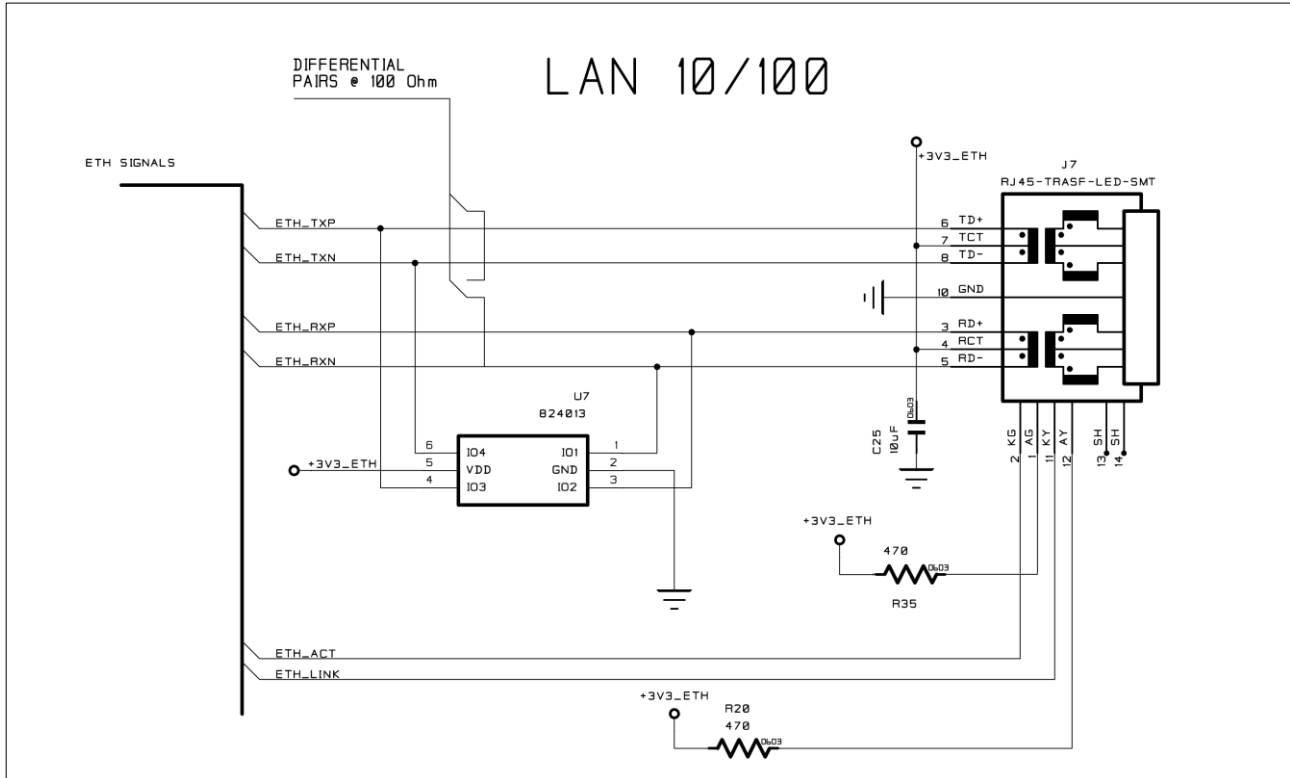 DIFFERENTIAL
PAIRS @ 100 Ohm
LAN 10/100
ETH SIGNALS
+3V3_ETH
J7
RJ45-TRASF-LED-SMT
ETH_TXP
6 TD+
7 TCT
ETH_TXN
8 TD-
10 GND
ETH_RXP
3 RD+
4 RCT
ETH_RXN
5 RD-
U7
824013
6 IO4 IO1 1
+3V3_ETH
5 VDD GND 2
4 IO3 IO2 3
C25
10uF
0603
2 KG
1 AG
11 KY
12 AY
13 SH
14 SH
+3V3_ETH
470
0603
R35
ETH_ACT
ETH_LINK
+3V3_ETH
R20
470
0603